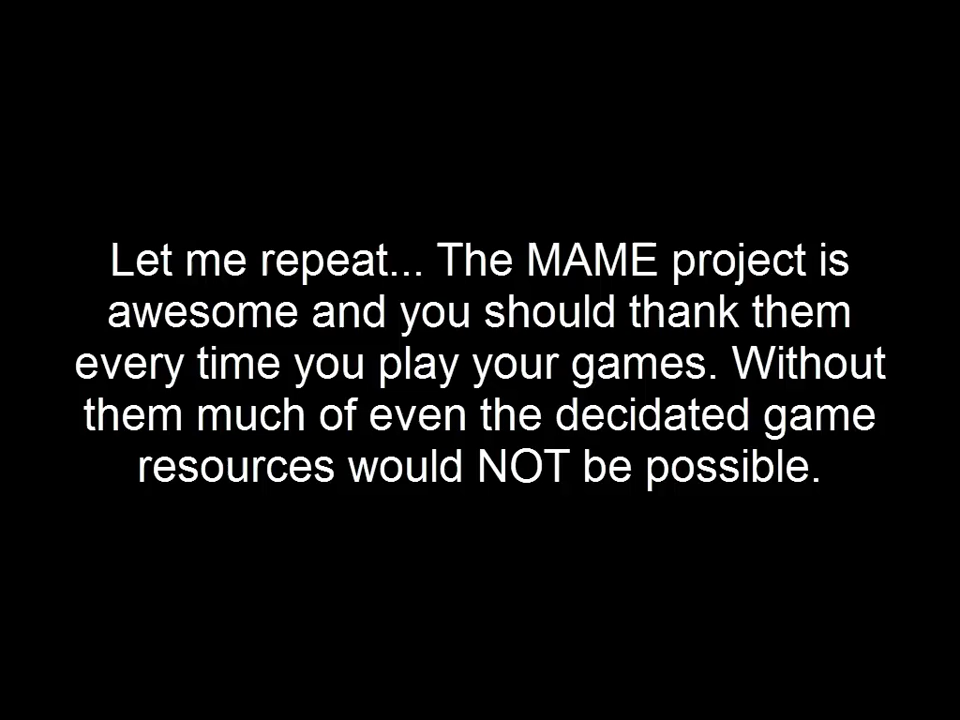 Let me repeat... The MAME project is
awesome and you should thank them
every time you play your games. Without
them much of even the decidated game
resources would NOT be possible.